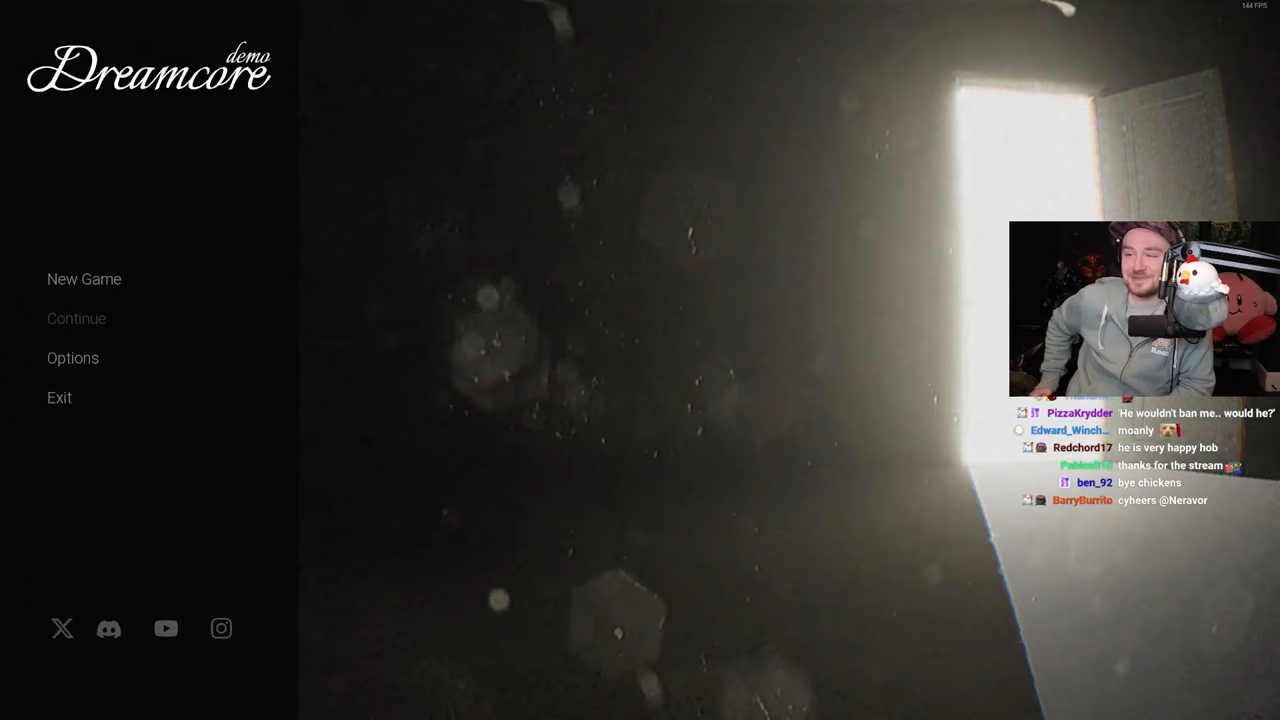 144 FPS
demo
Dreamcore
New Game
Continue
Options
Exit
PizzaKrydder 'He wouldn't ban me.. would he?'
Edward_Winch... moanly
Redchord17 he is very happy hob
thanks for the stream
ben_92 bye chickens
BarryBurrito cyheers @Neravor